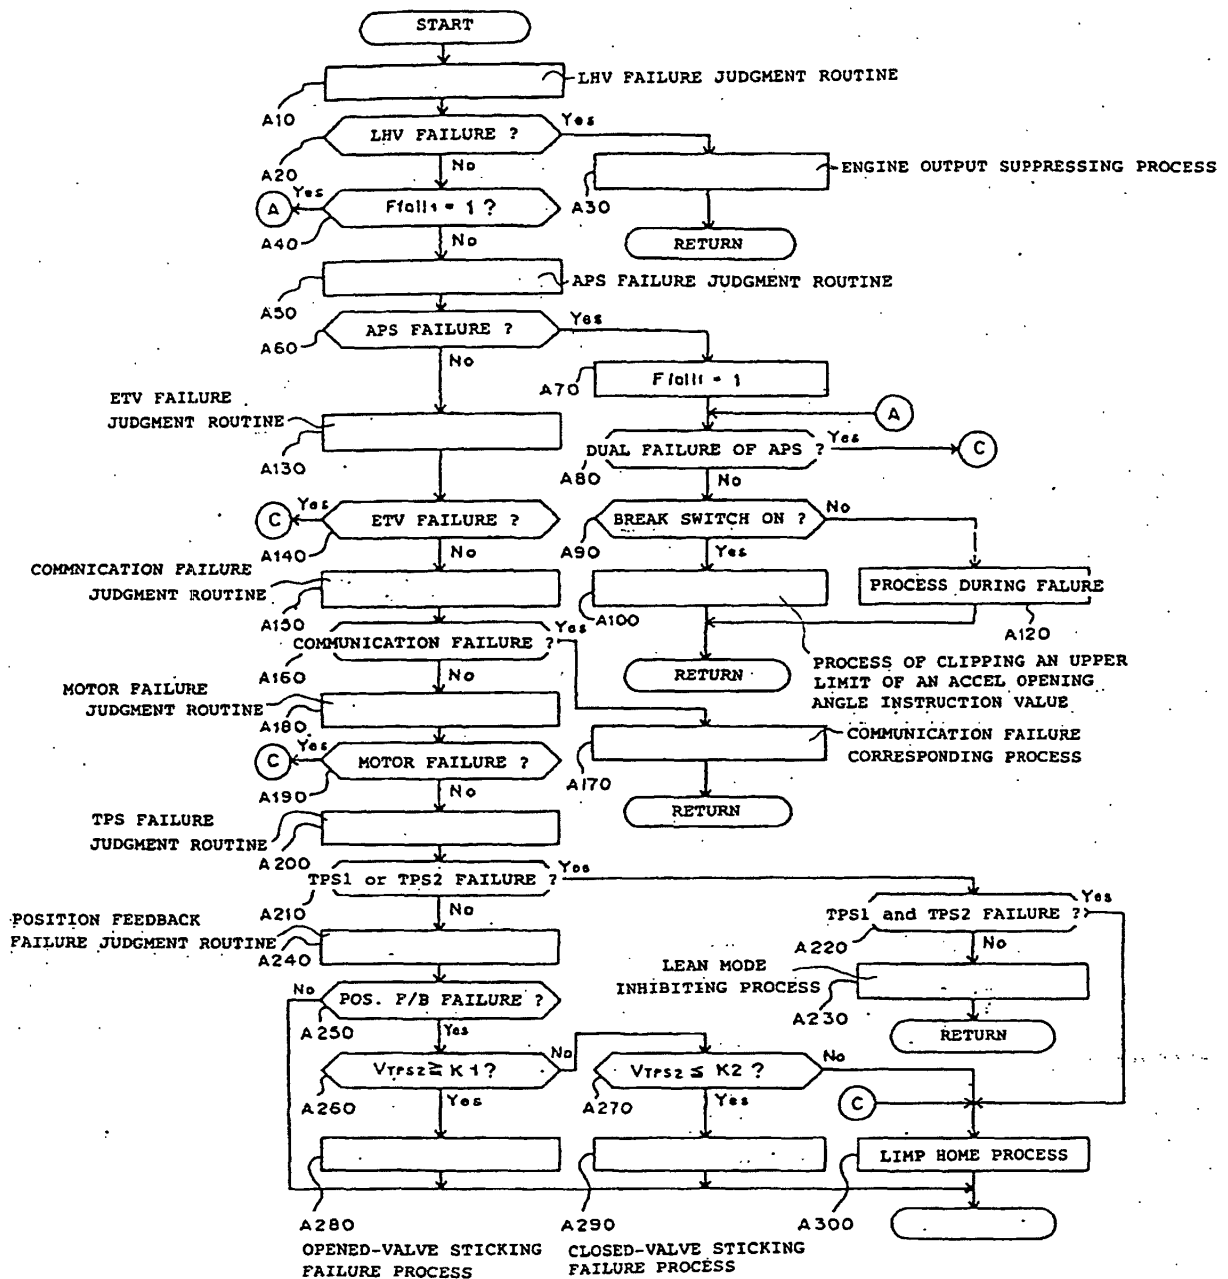 START
LHV FAILURE JUDGMENT ROUTINE
A10
LHV FAILURE ?
Yes
A20
No
ENGINE OUTPUT SUPPRESSING PROCESS
A30
A
Yes
Ffail1 = 1 ?
A40
No
RETURN
APS FAILURE JUDGMENT ROUTINE
A50
APS FAILURE ?
Yes
A60
No
Ffail1 = 1
A70
ETV FAILURE
JUDGMENT ROUTINE
A
A130
DUAL FAILURE OF APS ?
Yes
C
A80
No
C
Yes
ETV FAILURE ?
BREAK SWITCH ON ?
No
A140
No
A90
Yes
COMMNICATION FAILURE
JUDGMENT ROUTINE
PROCESS DURING FALURE
A150
A100
A120
COMMUNICATION FAILURE ?
Yes
A160
No
RETURN
PROCESS OF CLIPPING AN UPPER
LIMIT OF AN ACCEL OPENING
ANGLE INSTRUCTION VALUE
MOTOR FAILURE
JUDGMENT ROUTINE
A180
COMMUNICATION FAILURE
CORRESPONDING PROCESS
C
Yes
MOTOR FAILURE ?
A170
A190
No
RETURN
TPS FAILURE
JUDGMENT ROUTINE
A200
TPS1 or TPS2 FAILURE ?
Yes
A210
No
TPS1 and TPS2 FAILURE ?
Yes
A220
No
POSITION FEEDBACK
FAILURE JUDGMENT ROUTINE
A240
LEAN MODE
INHIBITING PROCESS
A230
No
POS. F/B FAILURE ?
A250
Yes
RETURN
VTPS2 ≧ K1 ?
No
VTPS2 ≤ K2 ?
No
A260
Yes
A270
Yes
C
LIMP HOME PROCESS
A280
A290
A300
OPENED-VALVE STICKING
FAILURE PROCESS
CLOSED-VALVE STICKING
FAILURE PROCESS